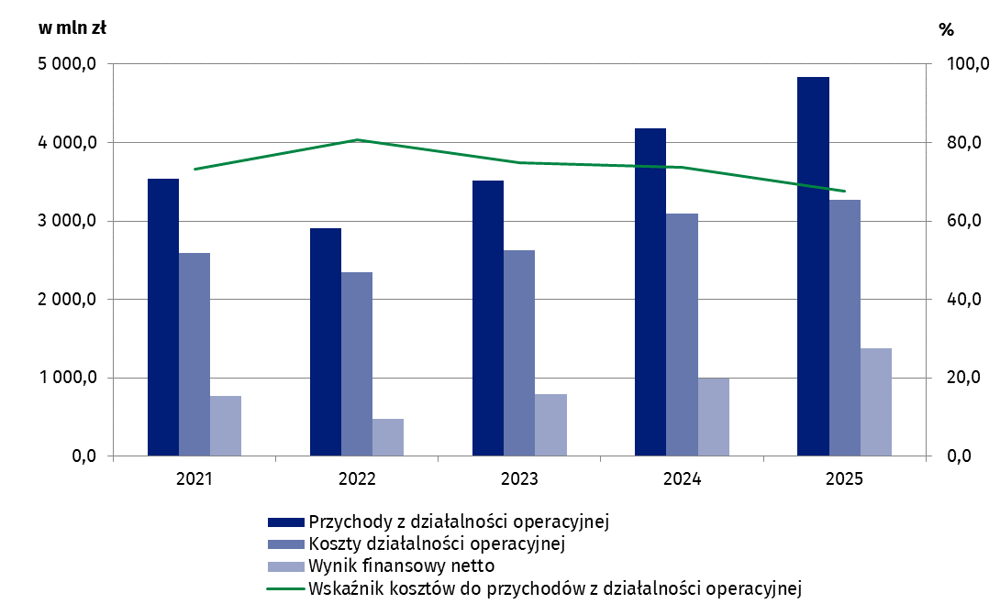 w mln zł
%
5 000,0
4 000,0
3 000,0
2 000,0
1 000,0
0,0
100,0
80,0
60,0
40,0
20,0
0,0
2021 2022 2023 2024 2025
Przychody z działalności operacyjnej
Koszty działalności operacyjnej
Wynik finansowy netto
Wskaźnik kosztów do przychodów z działalności operacyjnej